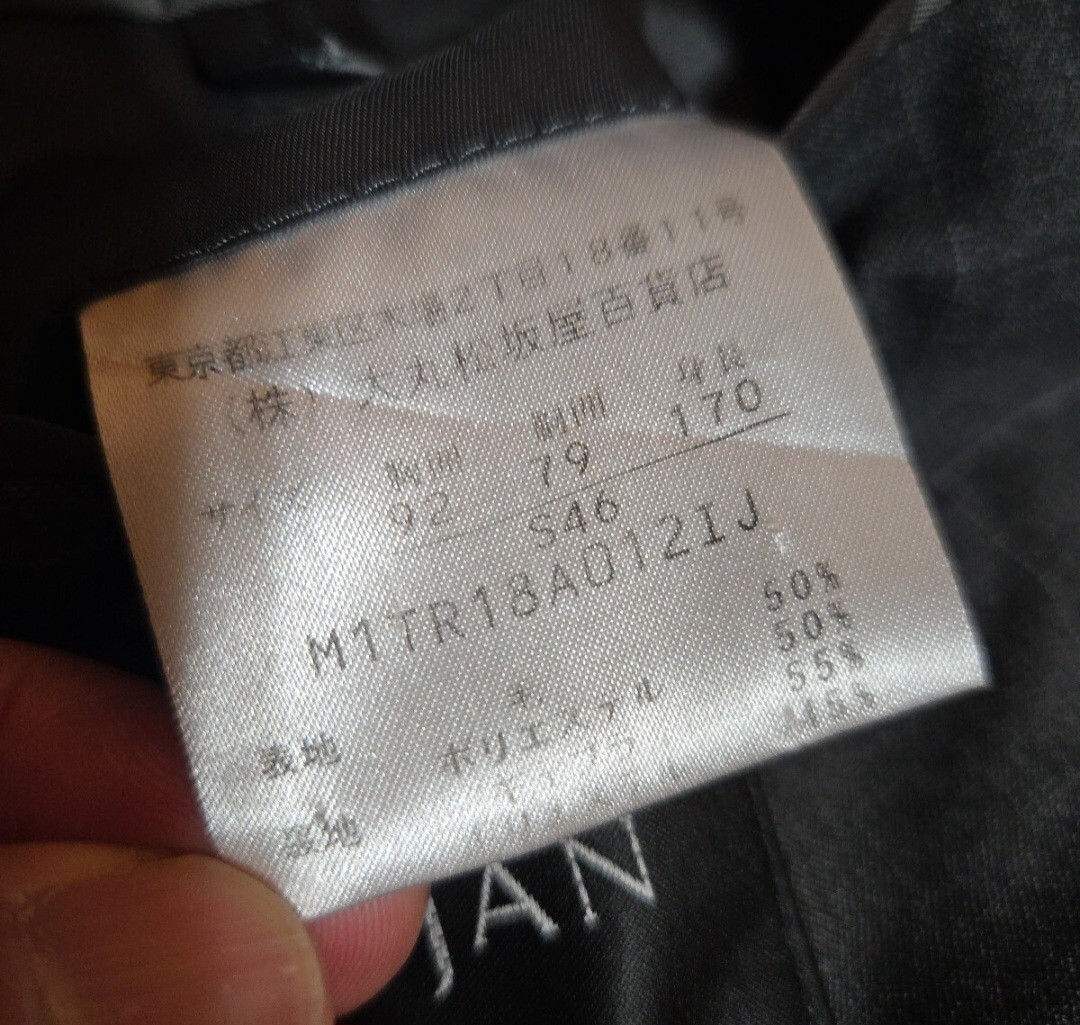 東京都江東区木場2丁目18番11号
(株) 大丸松坂屋百貨店
胸囲 胴囲 身長
サイズ 92 79 170
S46
M1TR18A012IJ
表地 50%
ポリエステル 50%
裏地 55%
45%
JAN